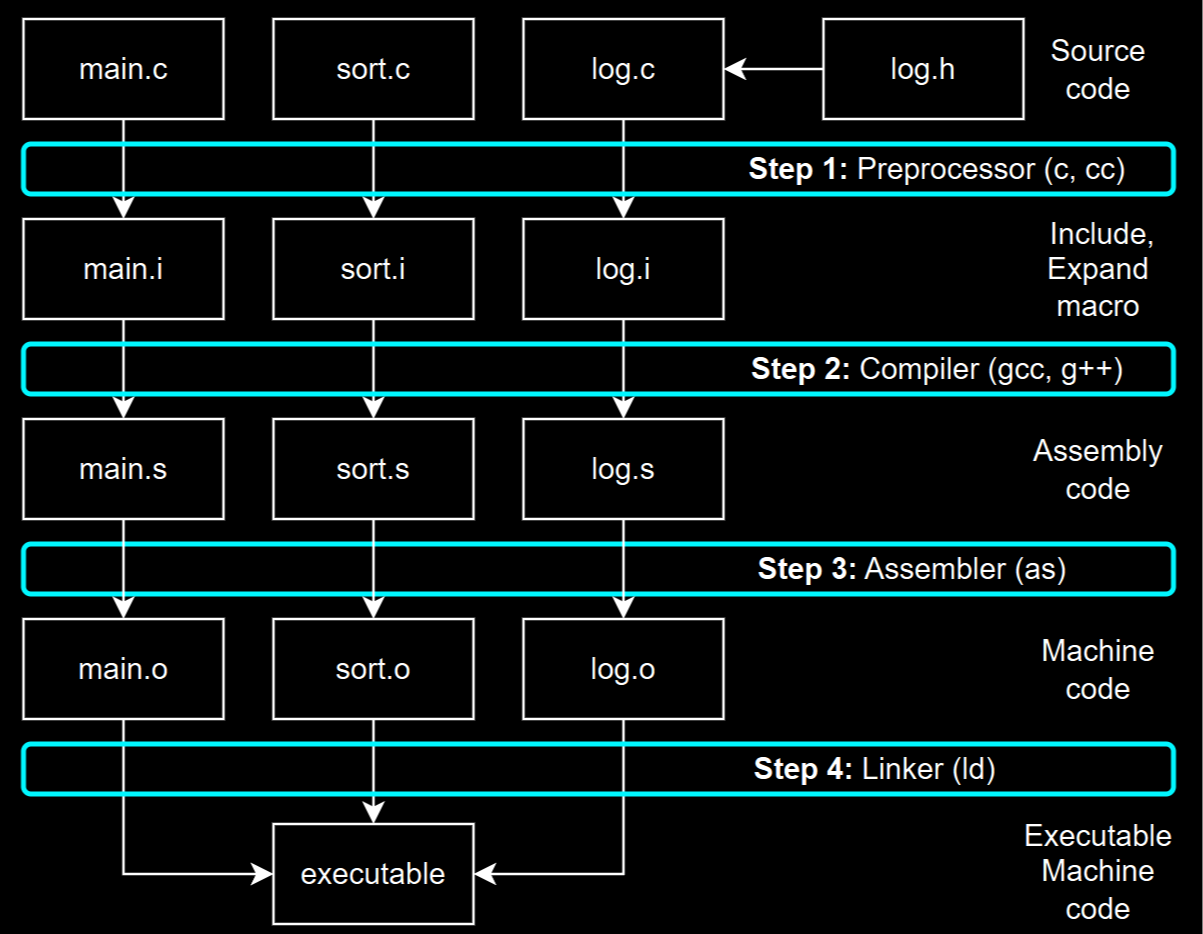 main.c
sort.c
log.c
log.h
Source
code
Step 1: Preprocessor (c, cc)
main.i
sort.i
log.i
Include,
Expand
macro
Step 2: Compiler (gcc, g++)
main.s
sort.s
log.s
Assembly
code
Step 3: Assembler (as)
main.o
sort.o
log.o
Machine
code
Step 4: Linker (ld)
executable
Executable
Machine
code